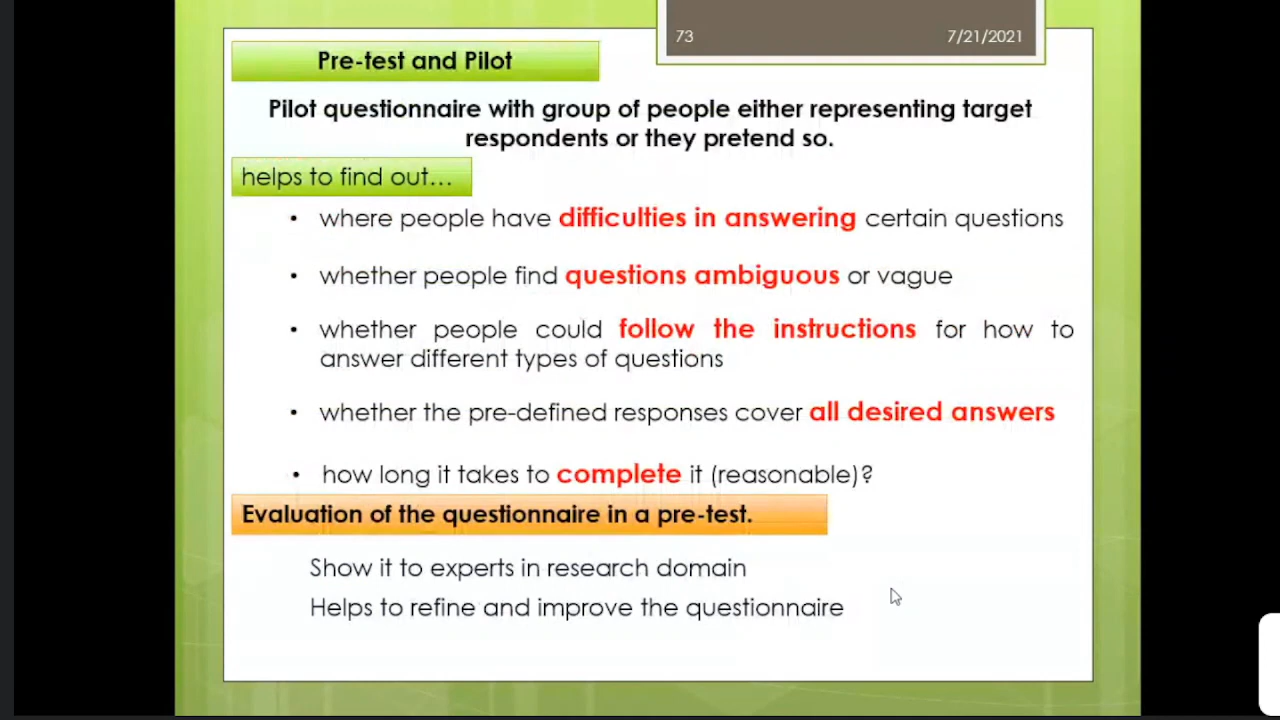 73
7/21/2021
Pre-test and Pilot
Pilot questionnaire with group of people either representing target
respondents or they pretend so.
helps to find out...
• where people have difficulties in answering certain questions
• whether people find questions ambiguous or vague
• whether people could follow the instructions for how to
answer different types of questions
• whether the pre-defined responses cover all desired answers
• how long it takes to complete it (reasonable)?
Evaluation of the questionnaire in a pre-test.
Show it to experts in research domain
Helps to refine and improve the questionnaire